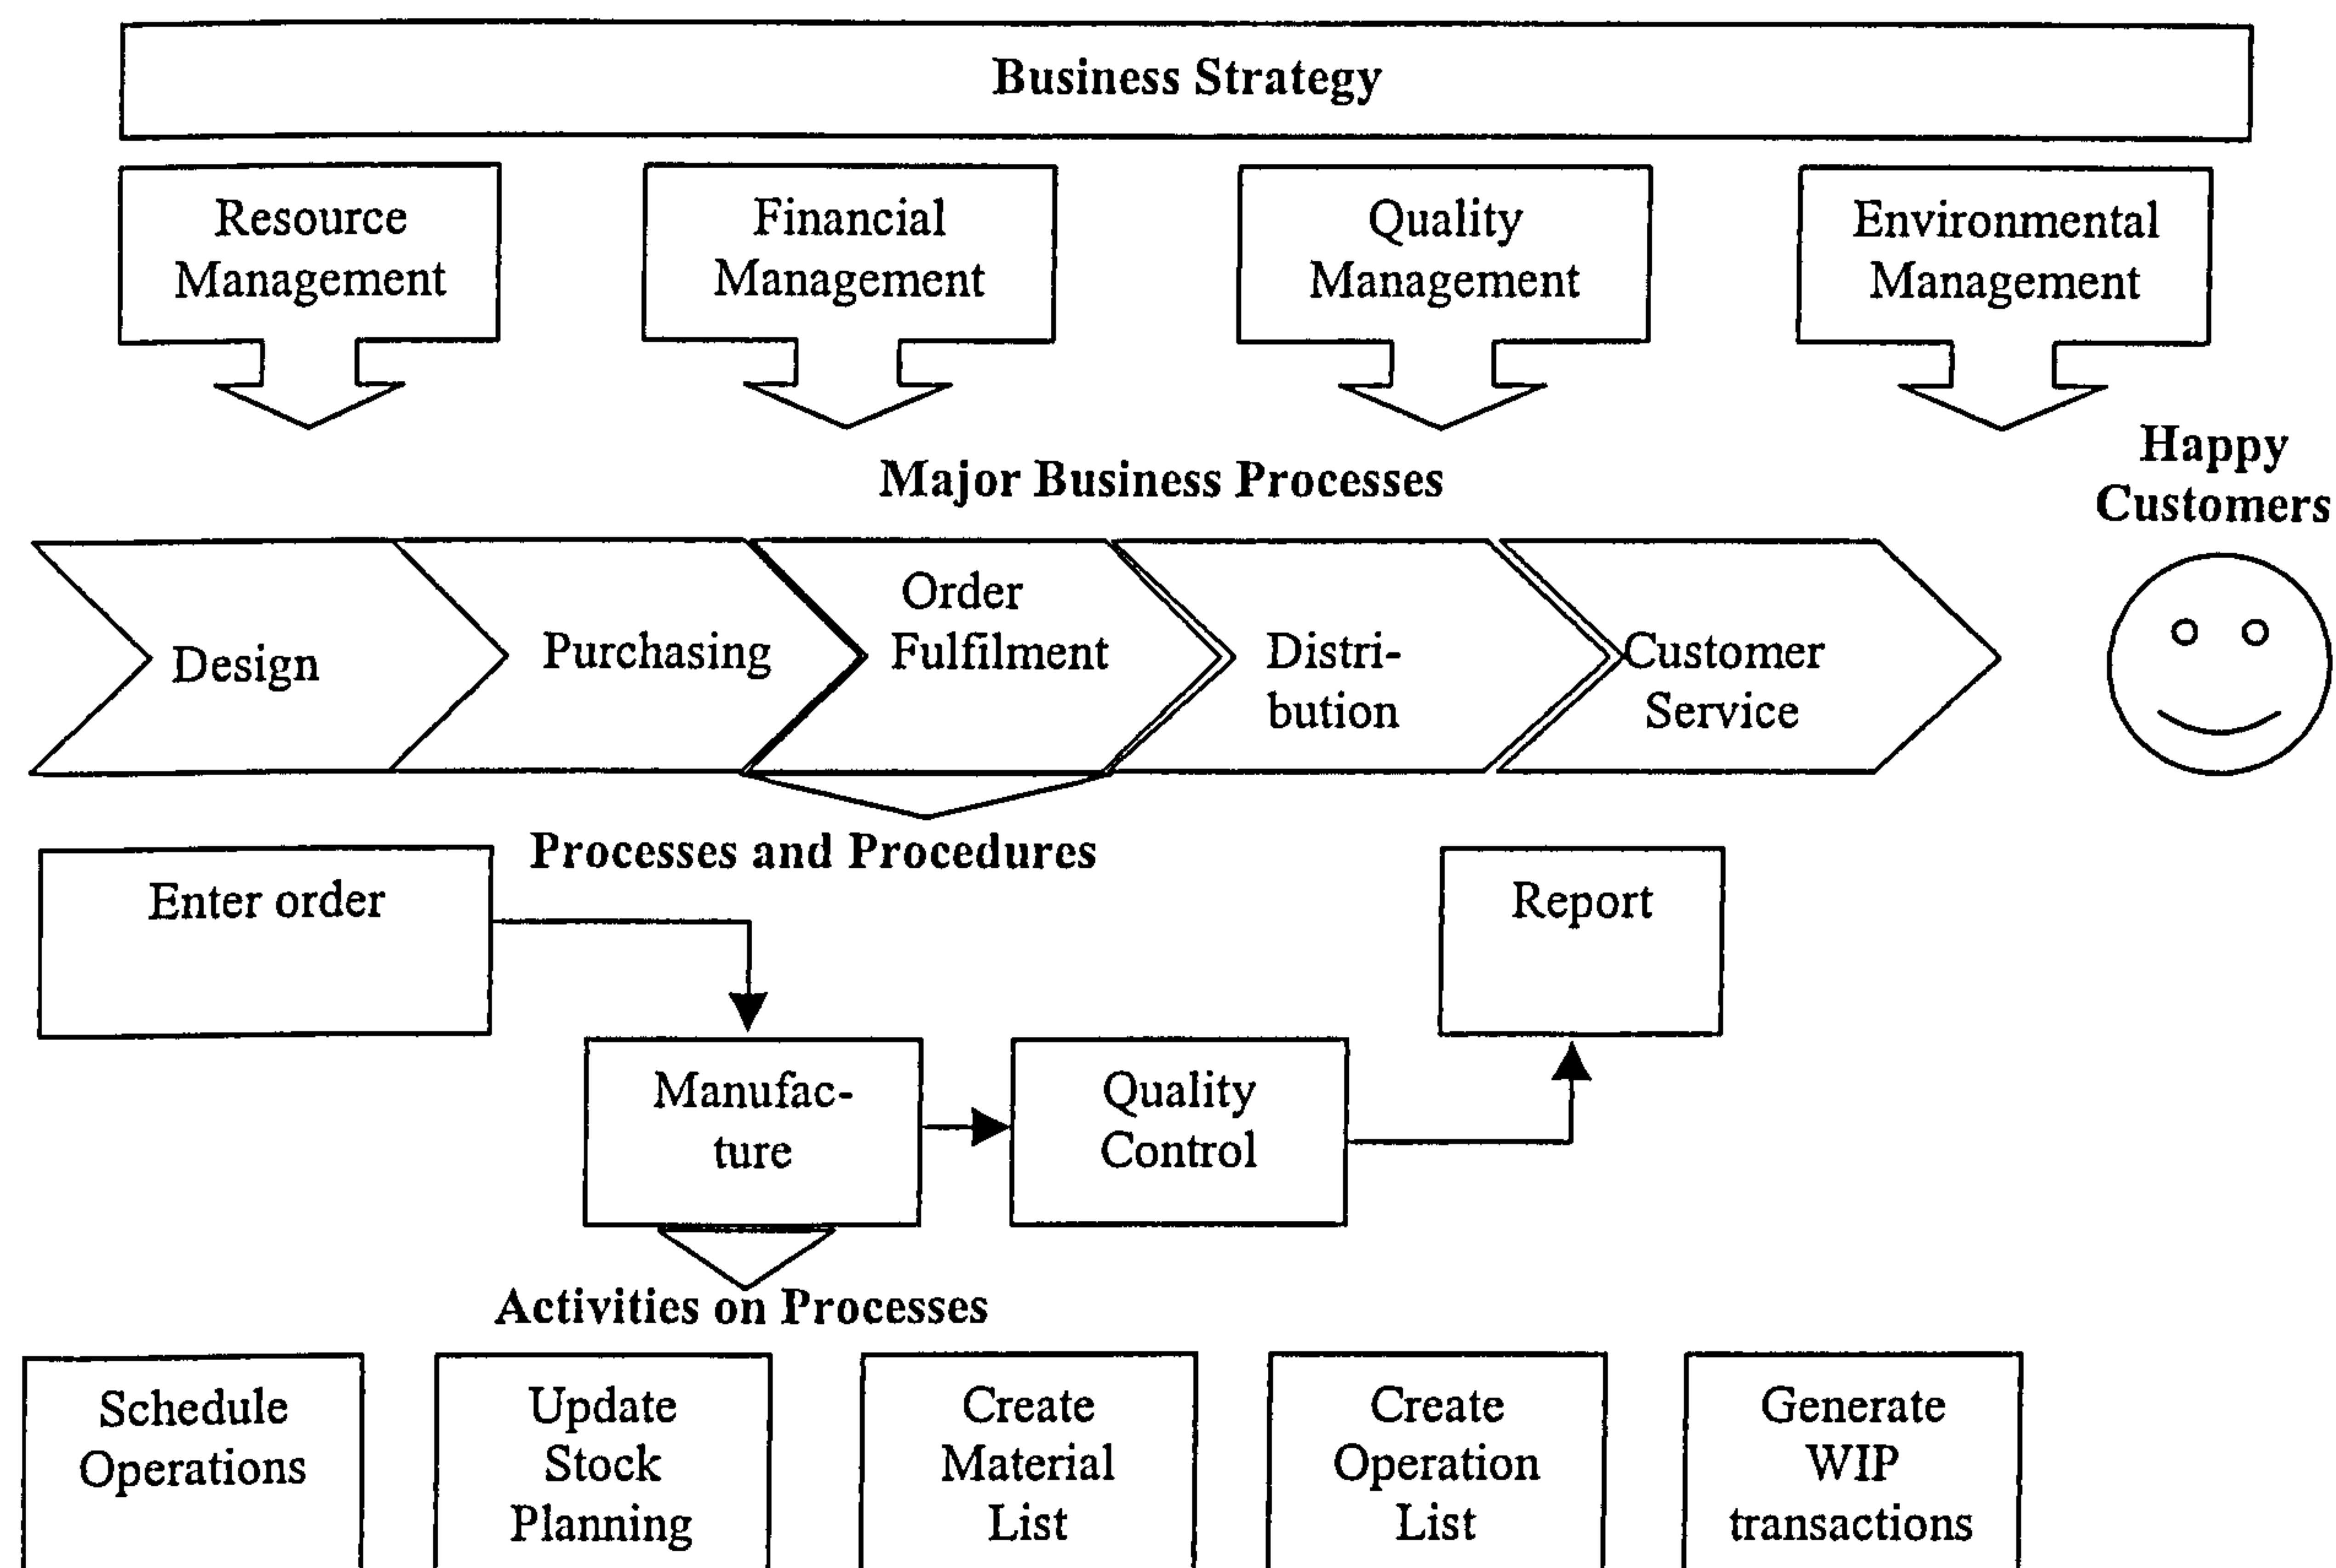 Business Strategy
Resource
Management
Financial
Management
Quality
Management
Environmental
Management
Major Business Processes
Happy
Customers
Design
Purchasing
Order
Fulfilment
Distri-
bution
Customer
Service
Processes and Procedures
Enter order
Report
Manufac-
ture
Quality
Control
Activities on Processes
Schedule
Operations
Update
Stock
Planning
Create
Material
List
Create
Operation
List
Generate
WIP
transactions